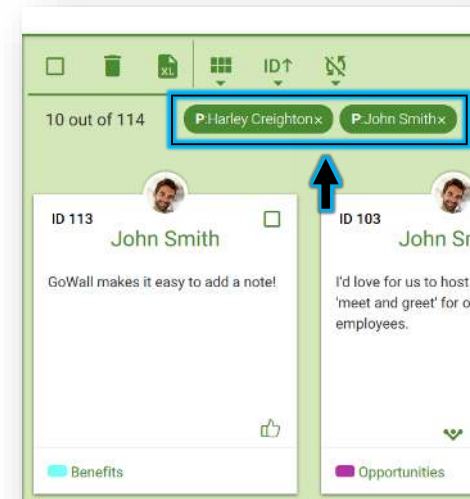 XL
ID↑
10 out of 114
P:Harley Creighton×
P:John Smith×
ID 113
John Smith
GoWall makes it easy to add a note!
Benefits
ID 103
John
I'd love for us to host
'meet and greet' for
employees.
Opportunities